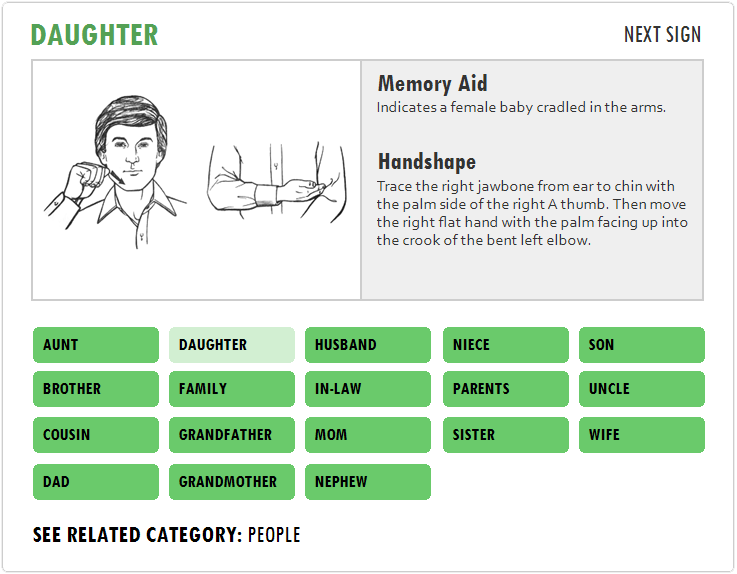 DAUGHTER
NEXT SIGN
Memory Aid
Indicates a female baby cradled in the arms.
Handshape
Trace the right jawbone from ear to chin with
the palm side of the right A thumb. Then move
the right flat hand with the palm facing up into
the crook of the bent left elbow.
AUNT DAUGHTER HUSBAND NIECE SON
BROTHER FAMILY IN-LAW PARENTS UNCLE
COUSIN GRANDFATHER MOM SISTER WIFE
DAD GRANDMOTHER NEPHEW
SEE RELATED CATEGORY: PEOPLE